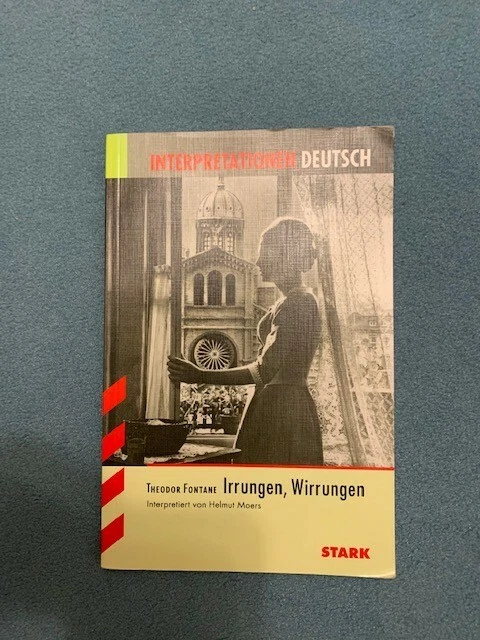 INTERPRETATIONEN DEUTSCH
THEODOR FONTANE Irrungen, Wirrungen
Interpretiert von Helmut Moers
STARK